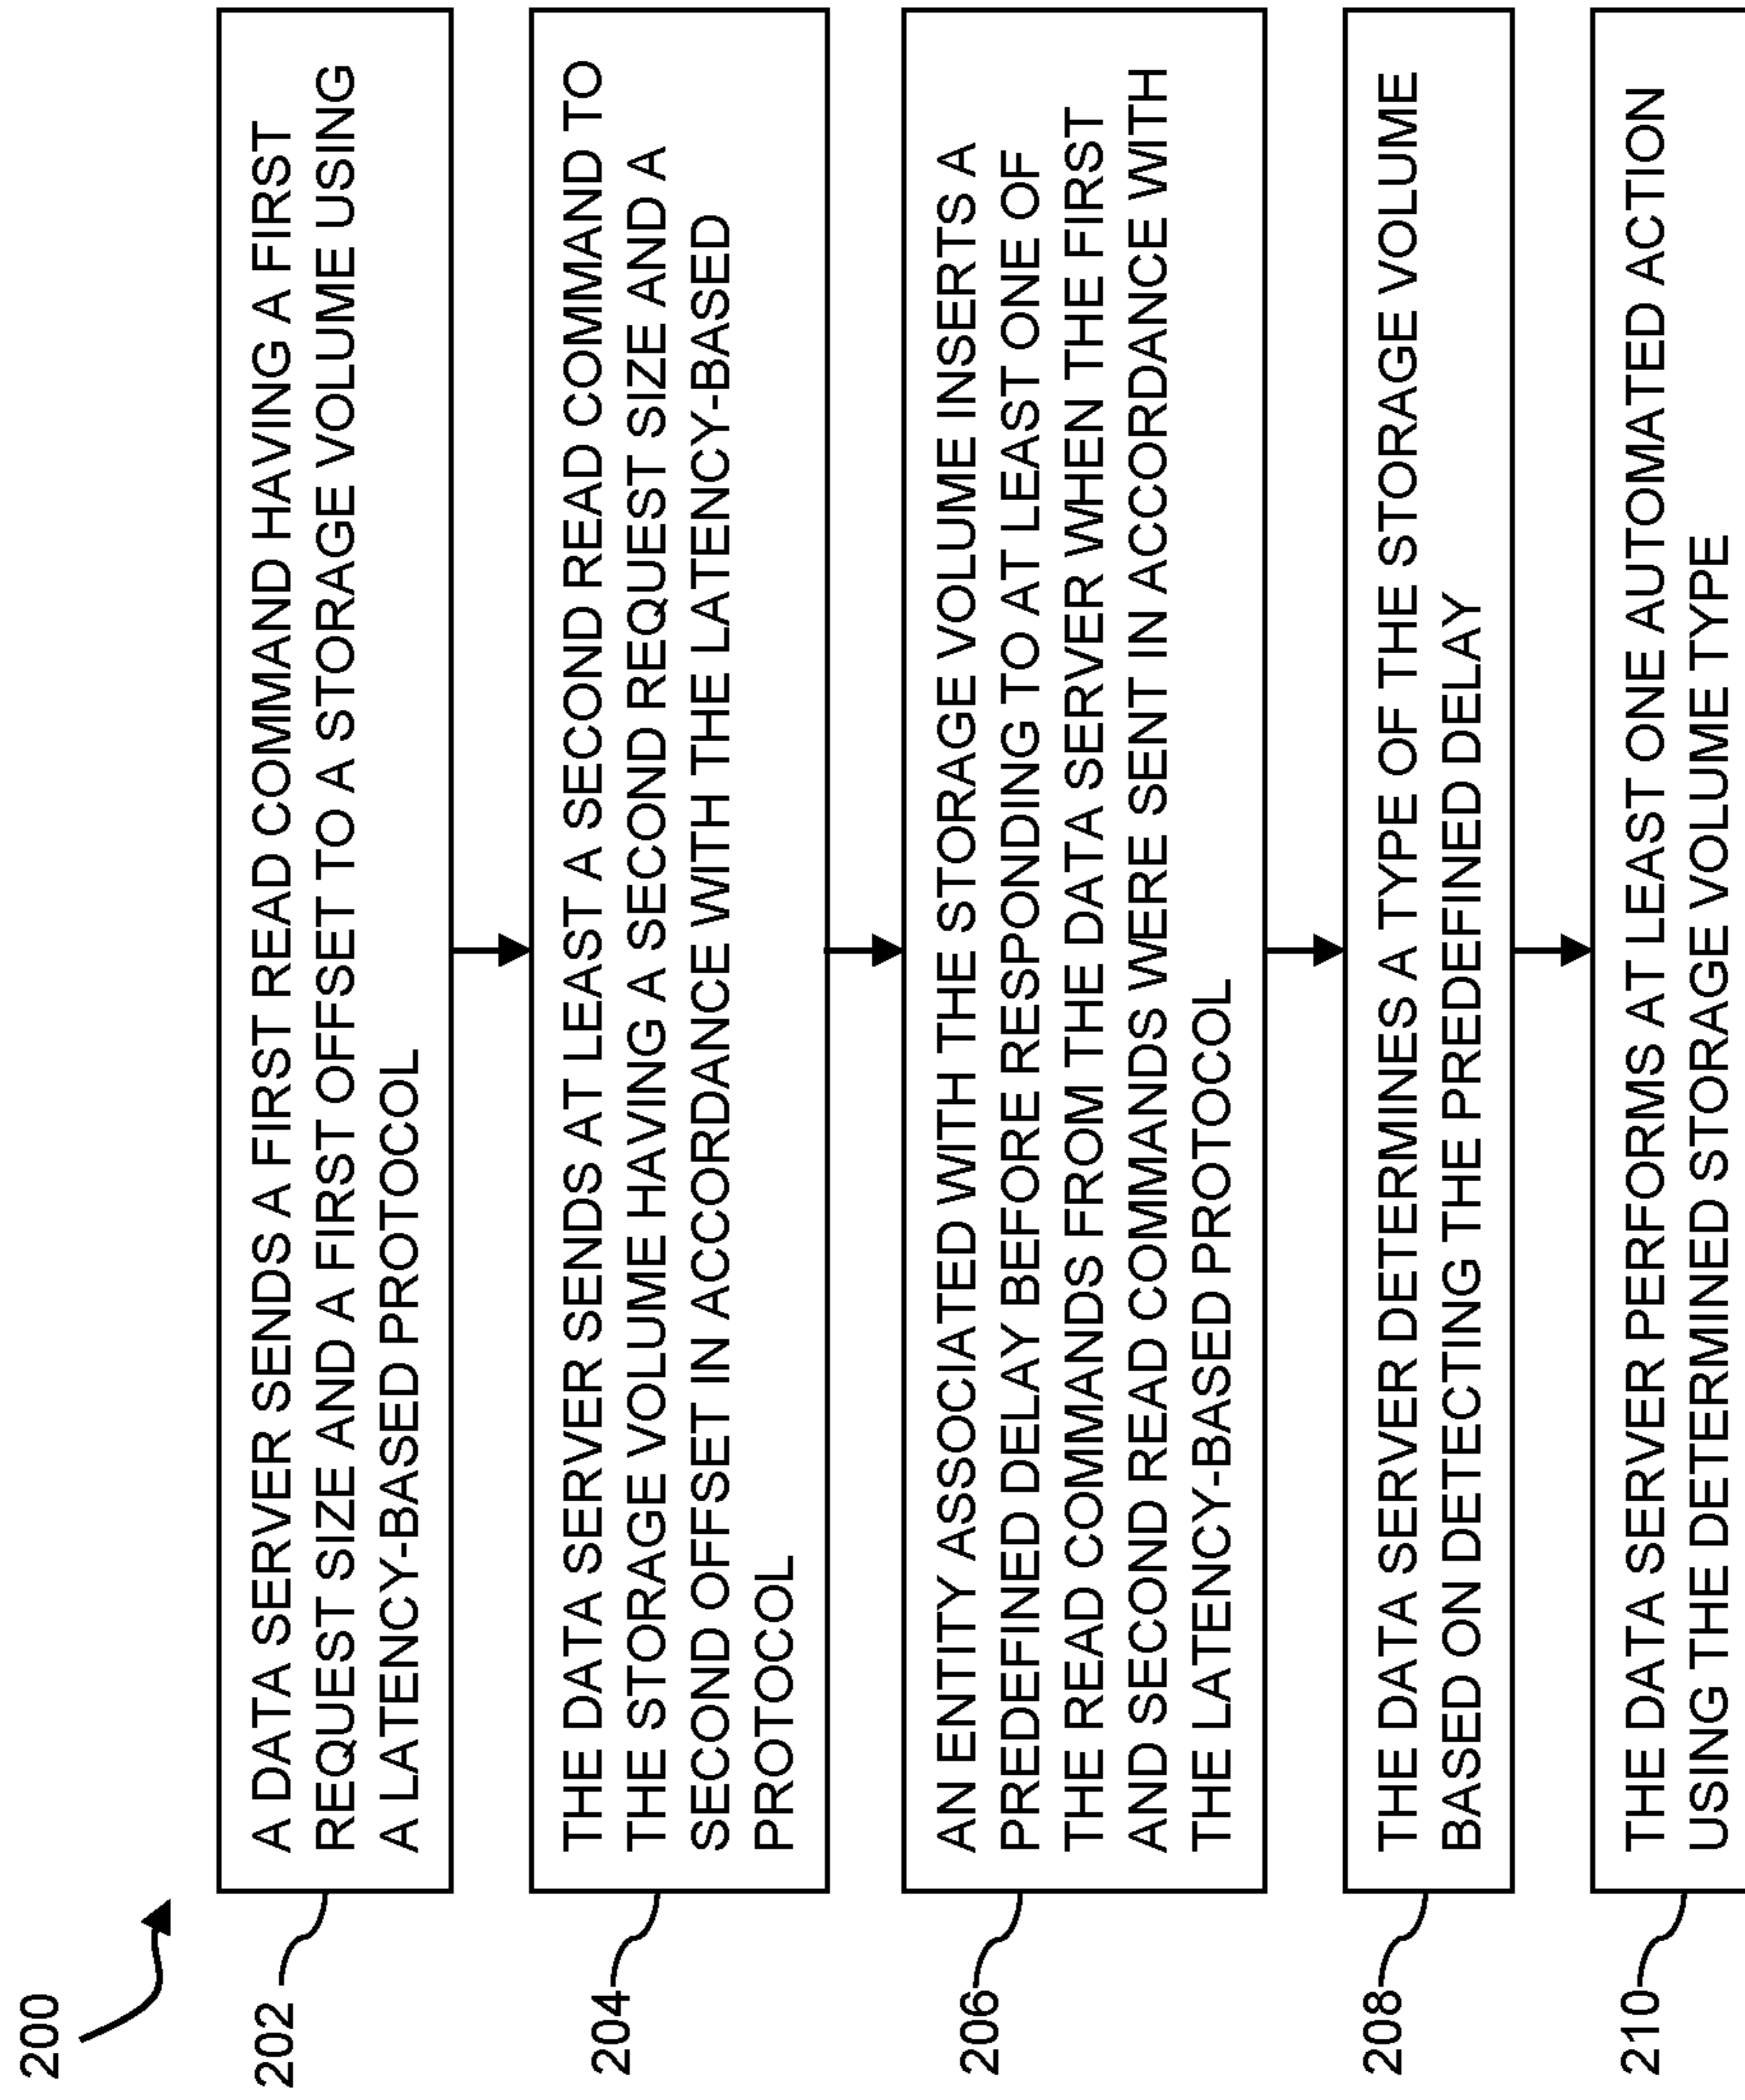 200
202
A DATA SERVER SENDS A FIRST READ COMMAND HAVING A FIRST
REQUEST SIZE AND A FIRST OFFSET TO A STORAGE VOLUME USING
A LATENCY-BASED PROTOCOL
204
THE DATA SERVER SENDS AT LEAST A SECOND READ COMMAND TO
THE STORAGE VOLUME HAVING A SECOND REQUEST SIZE AND A
SECOND OFFSET IN ACCORDANCE WITH THE LATENCY-BASED
PROTOCOL
206
AN ENTITY ASSOCIATED WITH THE STORAGE VOLUME INSERTS A
PREDEFINED DELAY BEFORE RESPONDING TO AT LEAST ONE OF
THE READ COMMANDS FROM THE DATA SERVER WHEN THE FIRST
AND SECOND READ COMMANDS WERE SENT IN ACCORDANCE WITH
THE LATENCY-BASED PROTOCOL
208
THE DATA SERVER DETERMINES A TYPE OF THE STORAGE VOLUME
BASED ON DETECTING THE PREDEFINED DELAY
210
THE DATA SERVER PERFORMS AT LEAST ONE AUTOMATED ACTION
USING THE DETERMINED STORAGE VOLUME TYPE